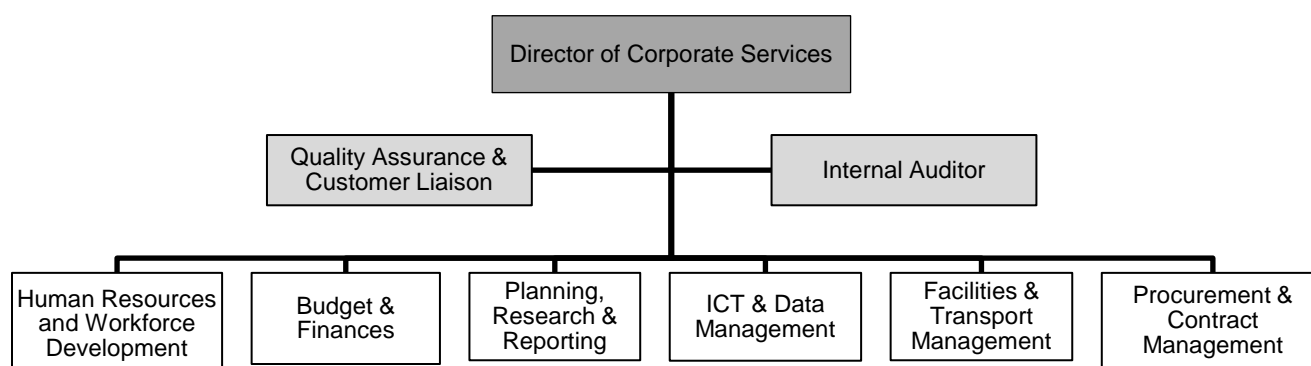 Director of Corporate Services
Quality Assurance &
Customer Liaison
Internal Auditor
Human Resources
and Workforce
Development
Budget &
Finances
Planning,
Research &
Reporting
ICT & Data
Management
Facilities &
Transport
Management
Procurement &
Contract
Management